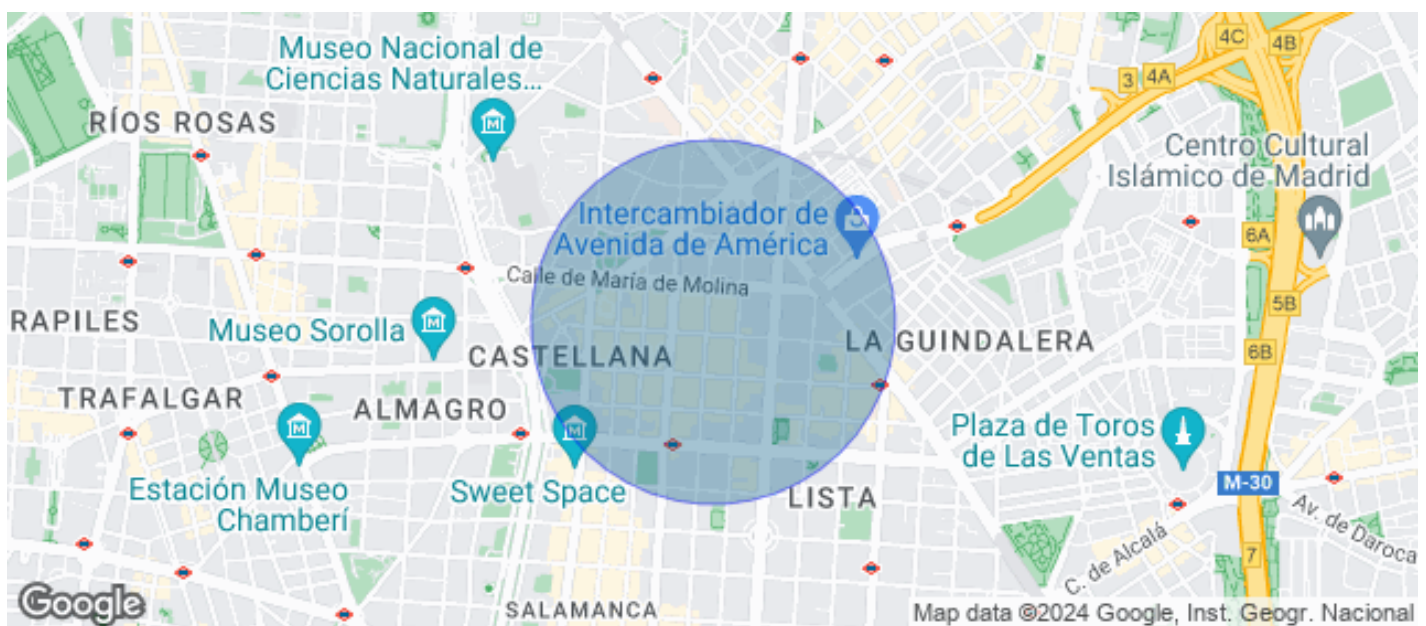 Museo Nacional de
Ciencias Naturales...
4C
4B
3
4A
RÍOS ROSAS
Centro Cultural
Islámico de Madrid
Intercambiador de
Avenida de América
6A
Calle de María de Molina
5B
RAPILES
Museo Sorolla
LA GUINDALERA
CASTELLANA
6B
TRAFALGAR
ALMAGRO
Plaza de Toros
de Las Ventas
Estación Museo
Chamberí
Sweet Space
LISTA
M-30
Av. de Daroca
C. de Alcalá
7
SALAMANCA
Google
Map data ©2024 Google, Inst. Geogr. Nacional